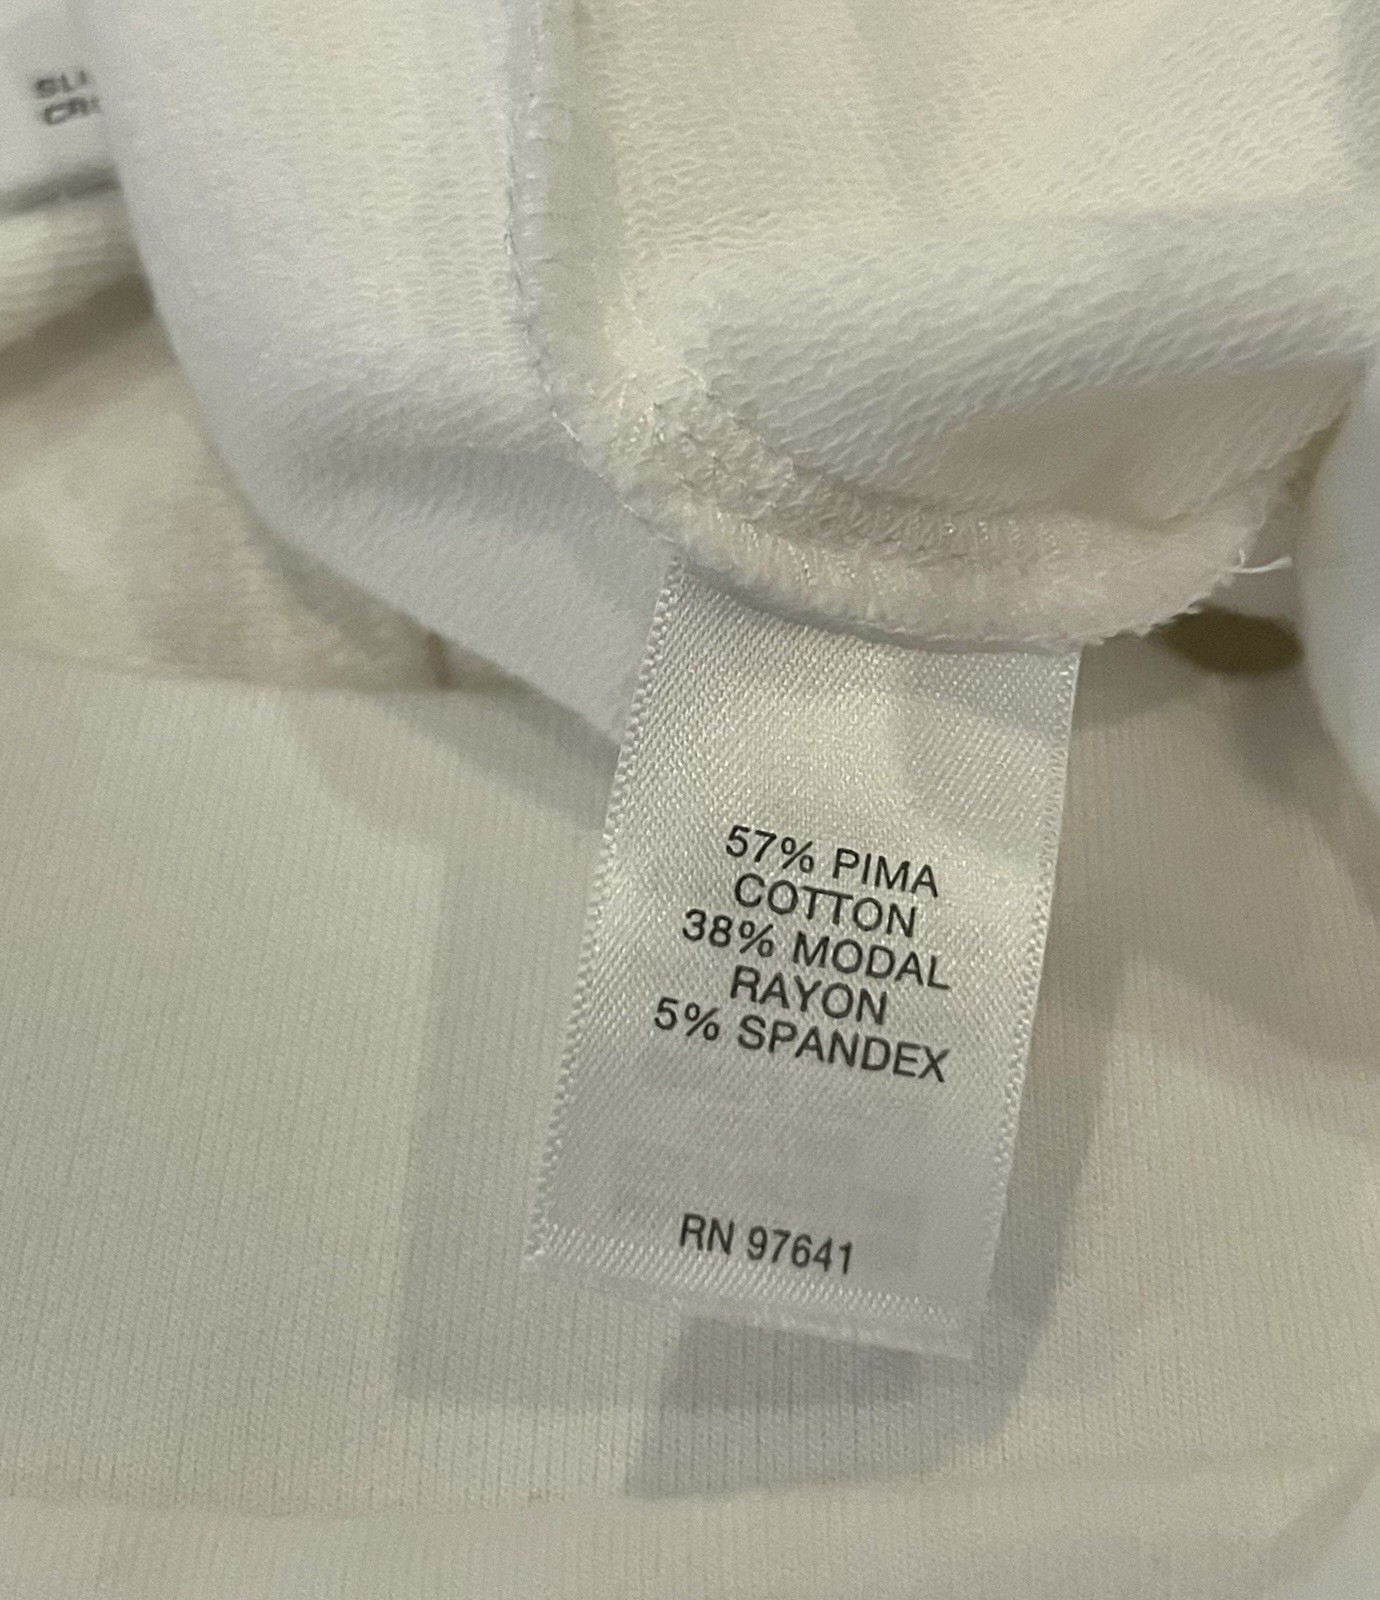 57% PIMA
COTTON
38% MODAL
RAYON
5% SPANDEX
RN 97641